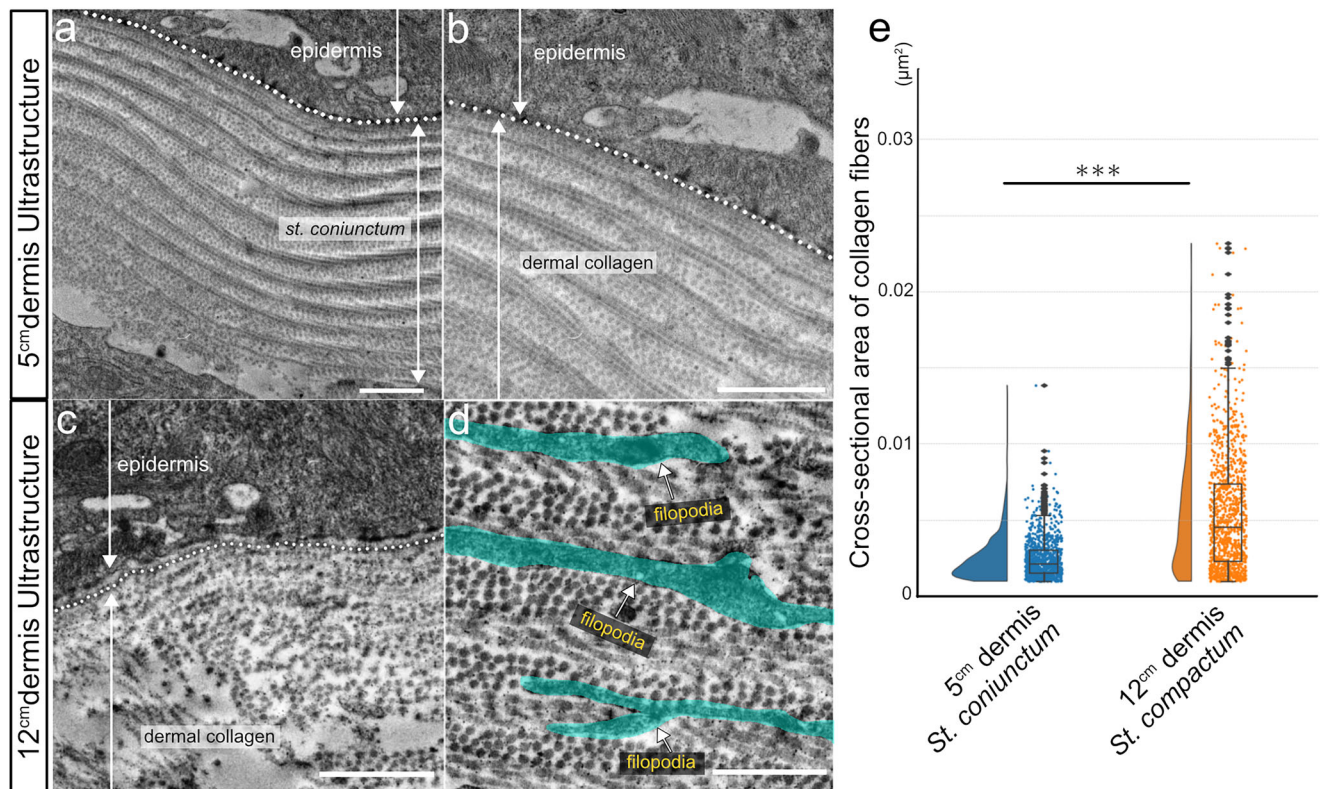 5cm dermis Ultrastructure
12cm dermis Ultrastructure
a
epidermis
st. coniunctum
b
epidermis
dermal collagen
c
epidermis
dermal collagen
d
filopodia
filopodia
filopodia
e
(μm²)
Cross-sectional area of collagen fibers
0.03
0.02
0.01
0
***
5cm dermis
St. coniunctum
12cm dermis
St. compactum